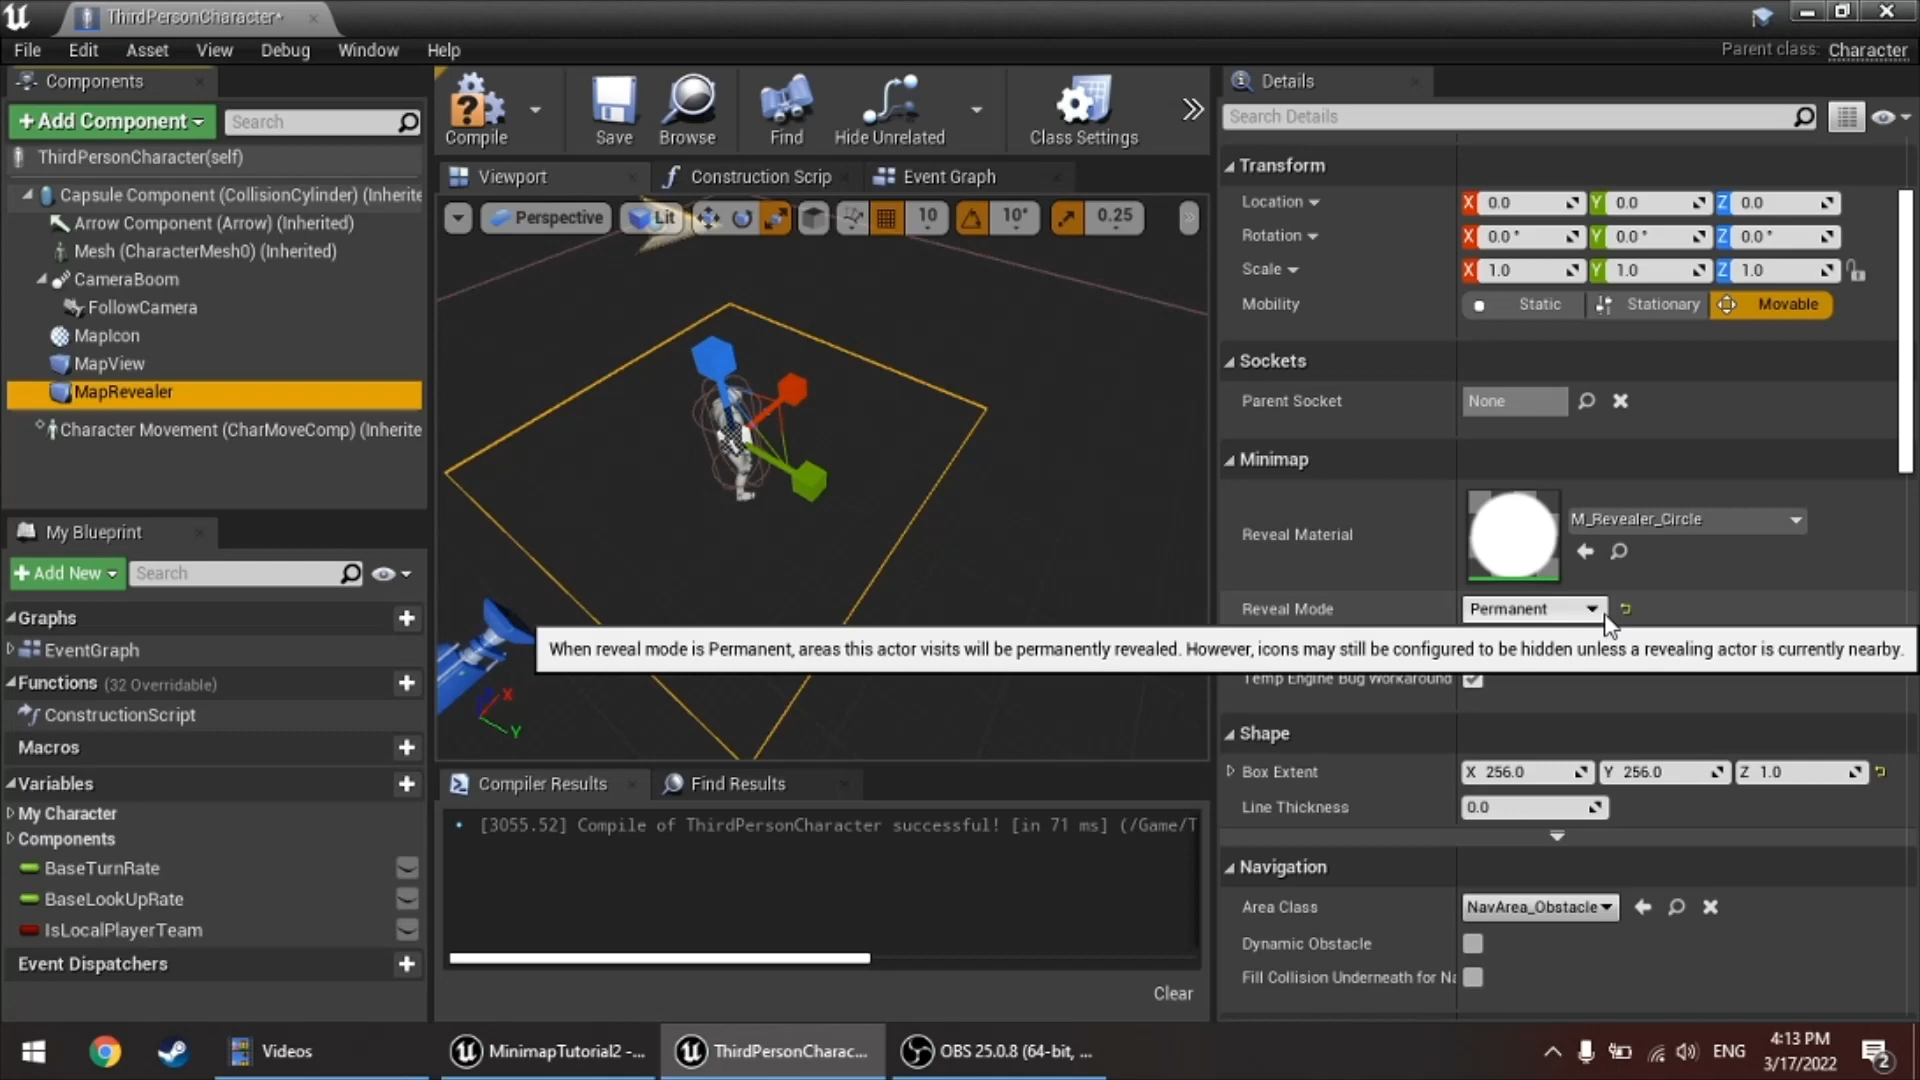 ThirdPersonCharacter*
File Edit Asset View Debug Window Help
Parent class: Character
Components
+Add Component
Search
ThirdPersonCharacter(self)
Capsule Component (CollisionCylinder) (Inherite
Arrow Component (Arrow) (Inherited)
Mesh (CharacterMesh0) (Inherited)
CameraBoom
FollowCamera
MapIcon
MapView
MapRevealer
Character Movement (CharMoveComp) (Inherite
My Blueprint
+Add New
Search
Graphs
EventGraph
Functions (32 Overridable)
ConstructionScript
Macros
Variables
My Character
Components
BaseTurnRate
BaseLookUpRate
IsLocalPlayerTeam
Event Dispatchers
Compile
Save
Browse
Find
Hide Unrelated
Class Settings
Viewport
Construction Scrip
Event Graph
Perspective
Lit
10
10°
0.25
X
Y
Compiler Results
Find Results
[3055.52] Compile of ThirdPersonCharacter successful! [in 71 ms] (/Game/T
Clear
Details
Search Details
Transform
Location X 0.0 Y 0.0 Z 0.0
Rotation X 0.0° Y 0.0° Z 0.0°
Scale X 1.0 Y 1.0 Z 1.0
Mobility Static Stationary Movable
Sockets
Parent Socket None
Minimap
Reveal Material M_Revealer_Circle
Reveal Mode Permanent
When reveal mode is Permanent, areas this actor visits will be permanently revealed. However, icons may still be configured to be hidden unless a revealing actor is currently nearby.
Temp Engine Bug Workaround
Shape
Box Extent X 256.0 Y 256.0 Z 1.0
Line Thickness 0.0
Navigation
Area Class NavArea_Obstacle
Dynamic Obstacle
Fill Collision Underneath for Na
Videos
MinimapTutorial2 -...
ThirdPersonCharac...
OBS 25.0.8 (64-bit, ...
ENG
4:13 PM
3/17/2022
2